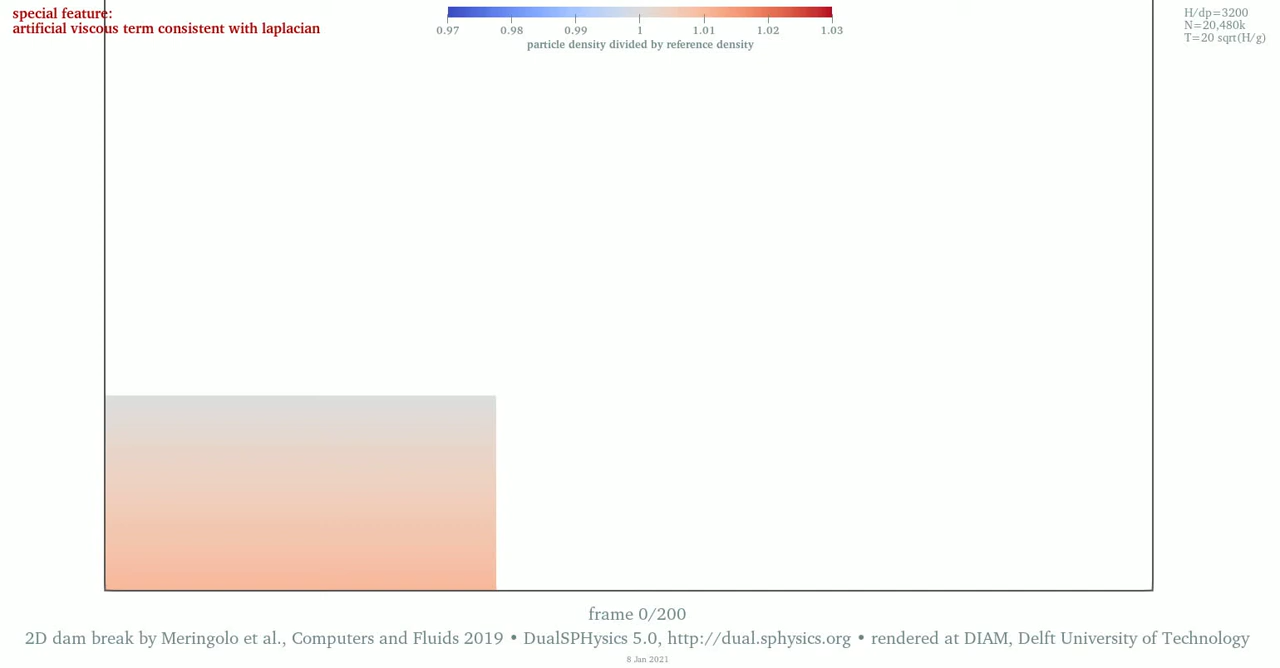 special feature:
artificial viscous term consistent with laplacian
0.97 0.98 0.99 1 1.01 1.02 1.03
particle density divided by reference density
H/dp=3200
N=20,480k
T=20 sqrt(H/g)
frame 0/200
2D dam break by Meringolo et al., Computers and Fluids 2019 • DualSPHysics 5.0, http://dual.sphysics.org • rendered at DIAM, Delft University of Technology
8 Jan 2021